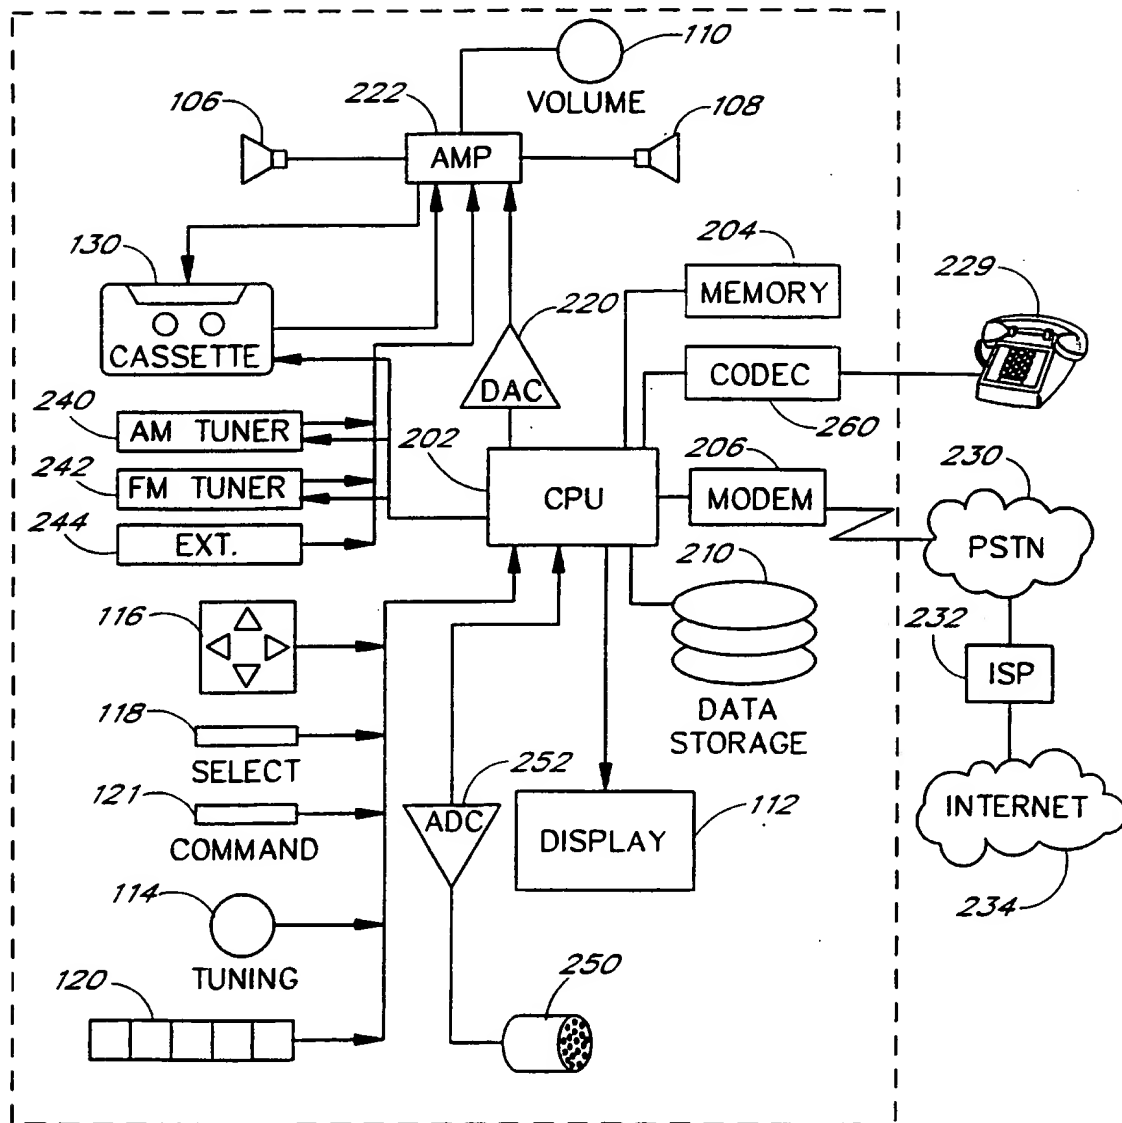 110
VOLUME
106
222
108
AMP
130
204
MEMORY
229
220
CASSETTE
DAC
CODEC
260
240
AM TUNER
202
206
230
242
FM TUNER
CPU
MODEM
PSTN
244
EXT.
210
116
232
ISP
118
SELECT
DATA
STORAGE
252
121
ADC
112
INTERNET
COMMAND
DISPLAY
114
234
TUNING
120
250